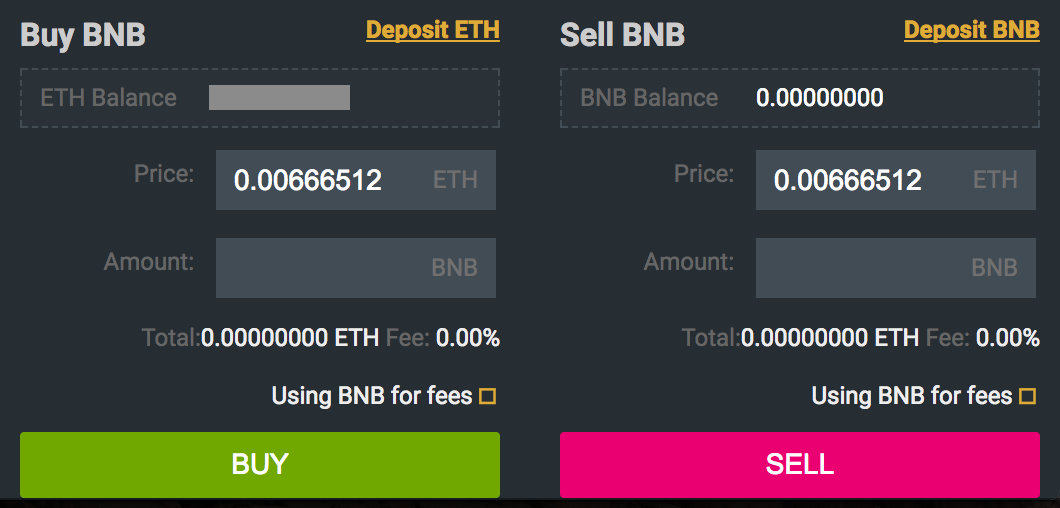 Buy BNB
Deposit ETH
ETH Balance
Price:
0.00666512 ETH
Amount:
BNB
Total:0.00000000 ETH Fee: 0.00%
Using BNB for fees
BUY
Sell BNB
Deposit BNB
BNB Balance 0.00000000
Price:
0.00666512 ETH
Amount:
BNB
Total:0.00000000 ETH Fee: 0.00%
Using BNB for fees
SELL